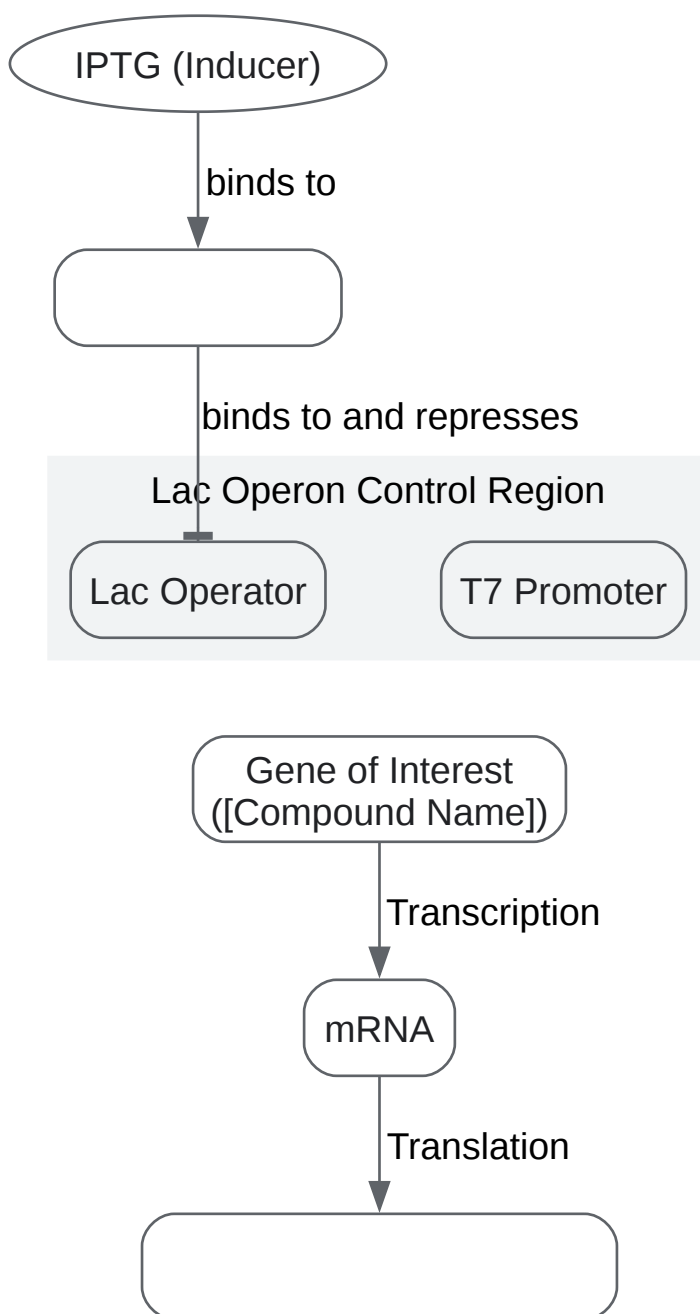 IPTG (Inducer)
binds to
binds to and represses
Lac Operon Control Region
Lac Operator
T7 Promoter
Gene of Interest
([Compound Name])
Transcription
mRNA
Translation